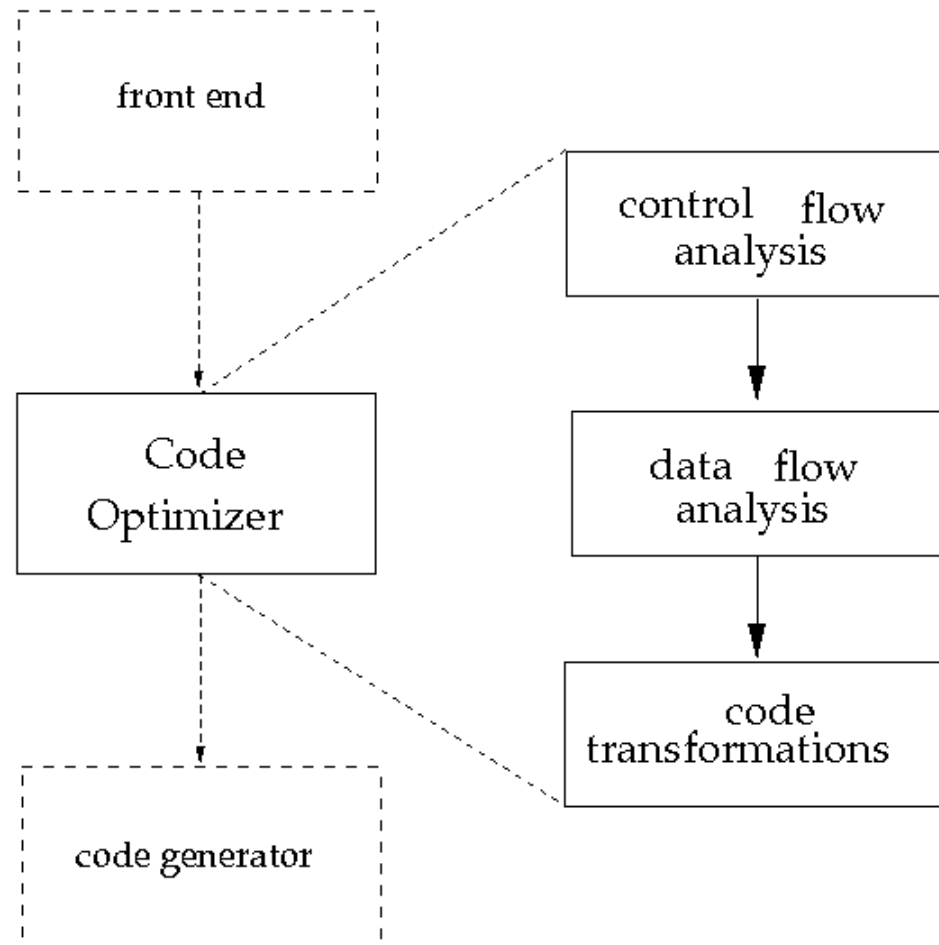 front end
control flow
analysis
Code
Optimizer
data flow
analysis
code
transformations
code generator